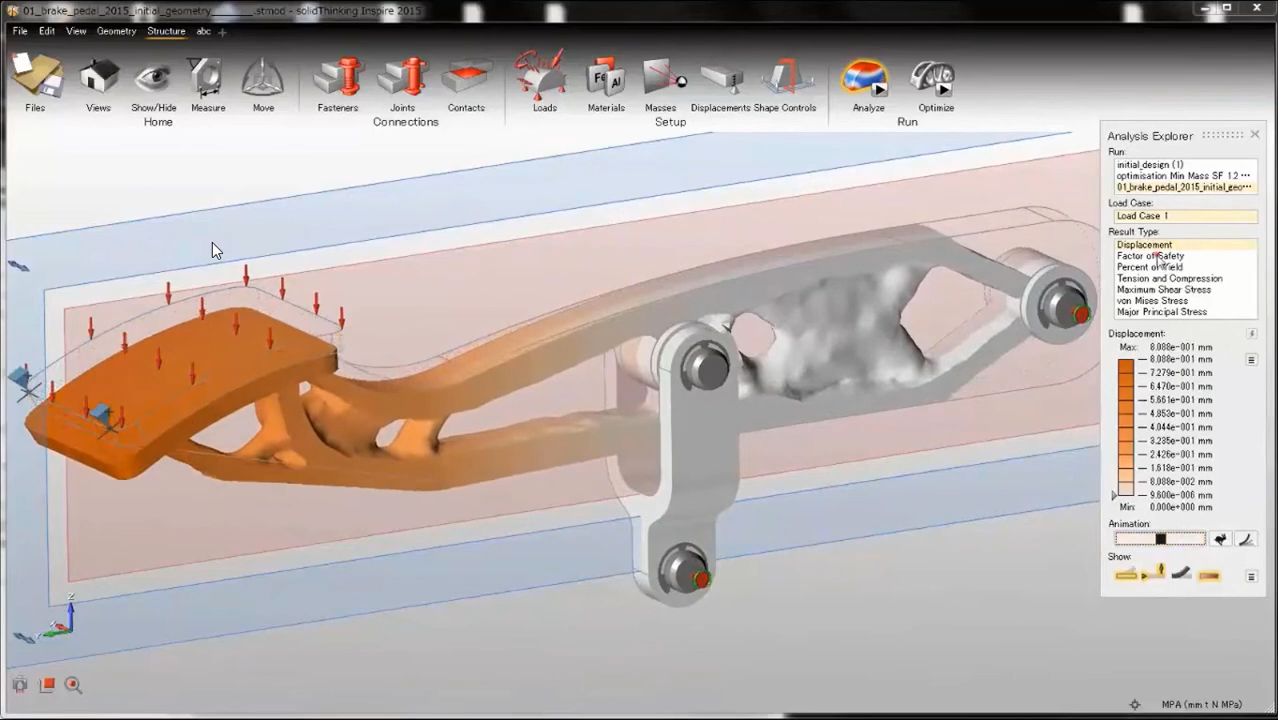 01_brake_pedal_2015_initial_geometry_______.stmod - solidThinking Inspire 2015
File Edit View Geometry Structure abc +
Files Views Show/Hide Measure Move Fasteners Joints Contacts Loads Materials Masses Displacements Shape Controls Analyze Optimize
Home Connections Setup Run
Fe Al
Analysis Explorer
Run:
initial_design (1)
optimisation Min Mass SF 1.2 ...
01_brake_pedal_2015_initial_geo...
Load Case:
Load Case 1
Result Type:
Displacement
Factor of Safety
Percent of Yield
Tension and Compression
Maximum Shear Stress
von Mises Stress
Major Principal Stress
Displacement:
Max: 8.088e-001 mm
8.088e-001 mm
7.279e-001 mm
6.470e-001 mm
5.661e-001 mm
4.853e-001 mm
4.044e-001 mm
3.235e-001 mm
2.426e-001 mm
1.618e-001 mm
8.088e-002 mm
9.600e-006 mm
Min: 0.000e+000 mm
Animation:
Show:
Z
MPA (mm t N MPa)